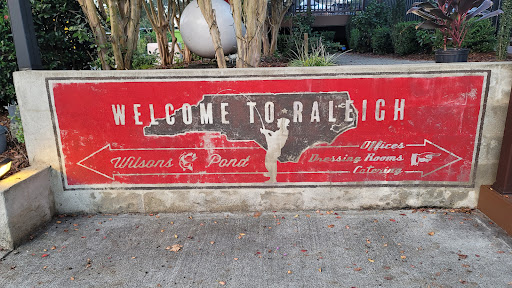 WELCOME TO RALEIGH
Wilsons Pond
Offices
Dressing Rooms
Catering